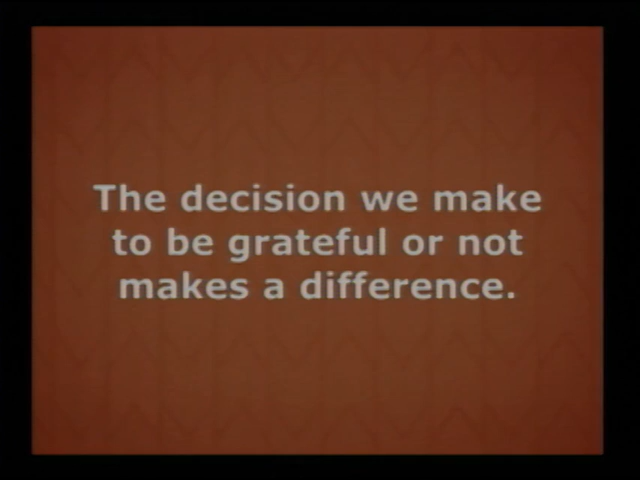 The decision we make
to be grateful or not
makes a difference.